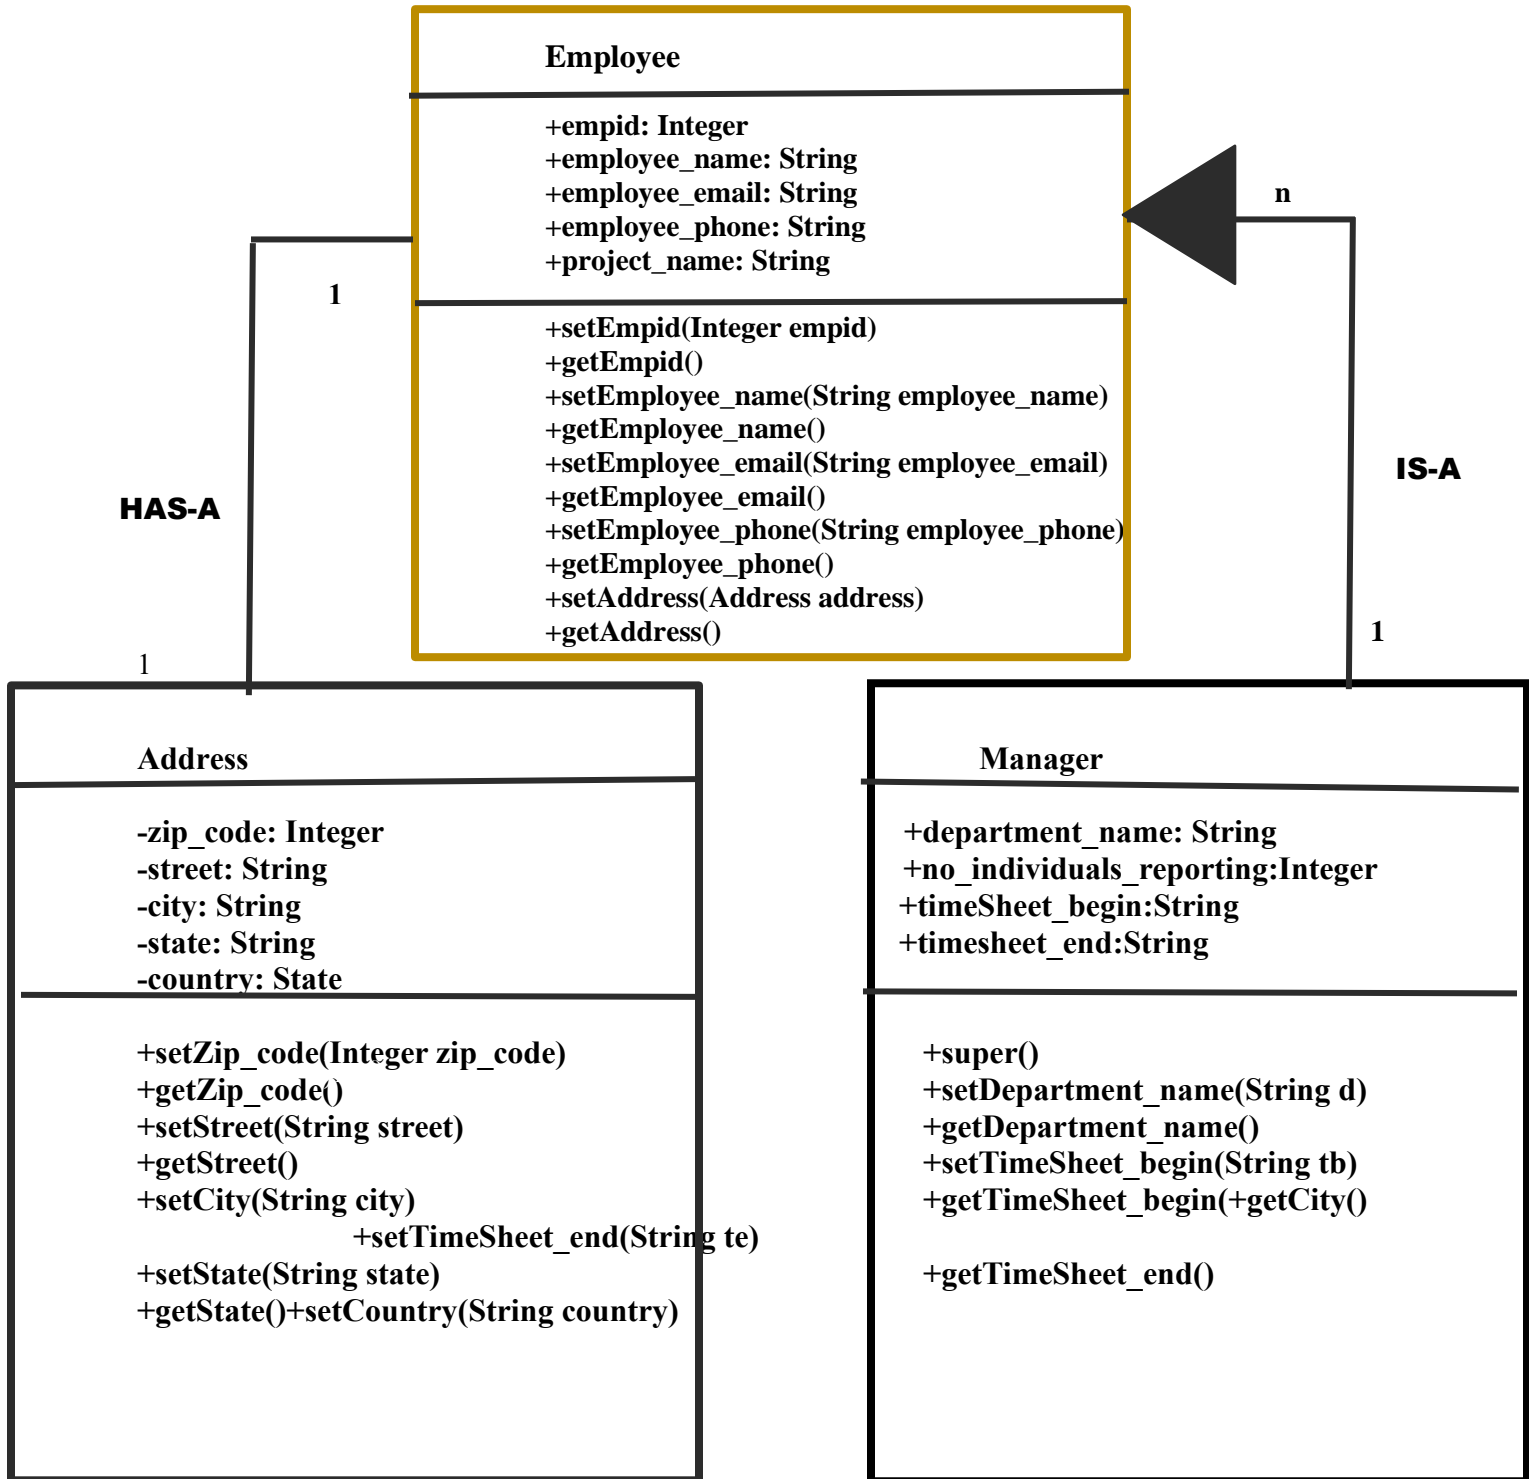 Employee
+empid: Integer
+employee_name: String
+employee_email: String
+employee_phone: String
+project_name: String
+setEmpid(Integer empid)
+getEmpid()
+setEmployee_name(String employee_name)
+getEmployee_name()
+setEmployee_email(String employee_email)
+getEmployee_email()
+setEmployee_phone(String employee_phone)
+getEmployee_phone()
+setAddress(Address address)
+getAddress()
1
HAS-A
1
n
IS-A
1
Address
-zip_code: Integer
-street: String
-city: String
-state: String
-country: State
+setZip_code(Integer zip_code)
+getZip_code()
+setStreet(String street)
+getStreet()
+setCity(String city)
+setTimeSheet_end(String te)
+setState(String state)
+getState()+setCountry(String country)
Manager
+department_name: String
+no_individuals_reporting:Integer
+timeSheet_begin:String
+timesheet_end:String
+super()
+setDepartment_name(String d)
+getDepartment_name()
+setTimeSheet_begin(String tb)
+getTimeSheet_begin(+getCity()
+getTimeSheet_end()